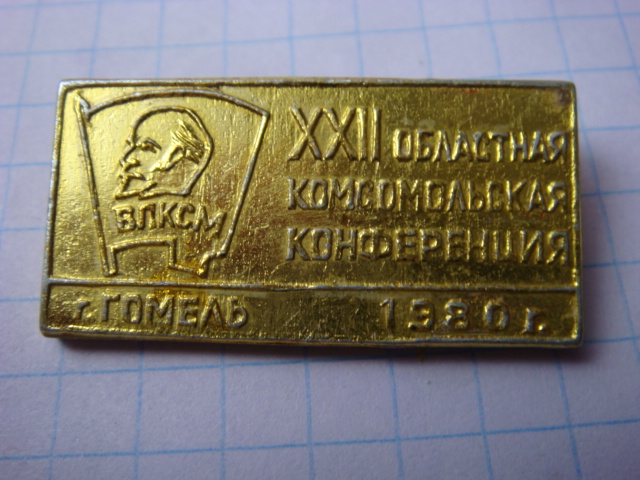 ВЛКСМ
XXII ОБЛАСТНАЯ
КОМСОМОЛЬСКАЯ
КОНФЕРЕНЦИЯ
г. ГОМЕЛЬ 1980 г.